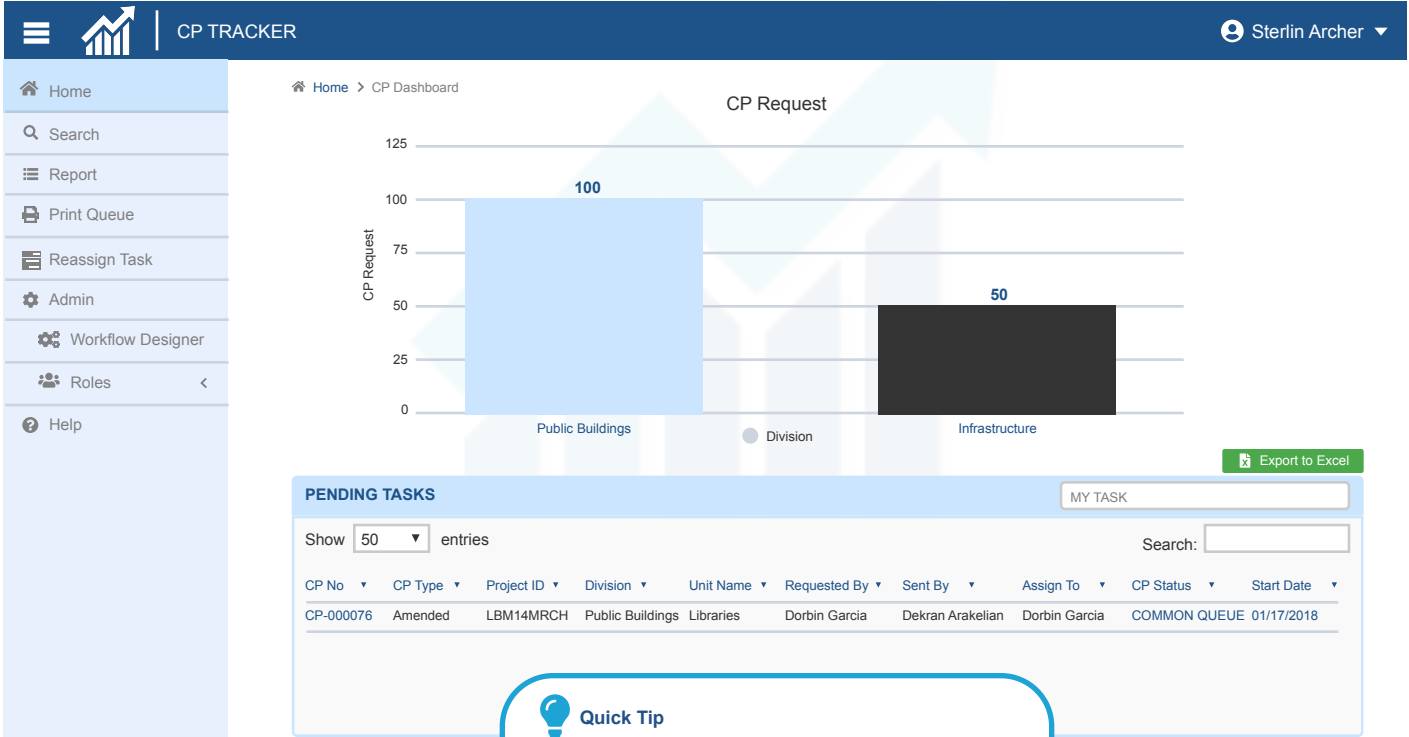 CP TRACKER
Sterlin Archer
Home
Search
Report
Print Queue
Reassign Task
Admin
Workflow Designer
Roles
Help
Home > CP Dashboard
CP Request
125
100
75
50
25
0
CP Request
100
50
Public Buildings
Division
Infrastructure
Export to Excel
PENDING TASKS
MY TASK
Show 50 entries
Search:
CP No CP Type Project ID Division Unit Name Requested By Sent By Assign To CP Status Start Date
CP-000076 Amended LBM14MRCH Public Buildings Libraries Dorbin Garcia Dekran Arakelian Dorbin Garcia COMMON QUEUE 01/17/2018
Quick Tip